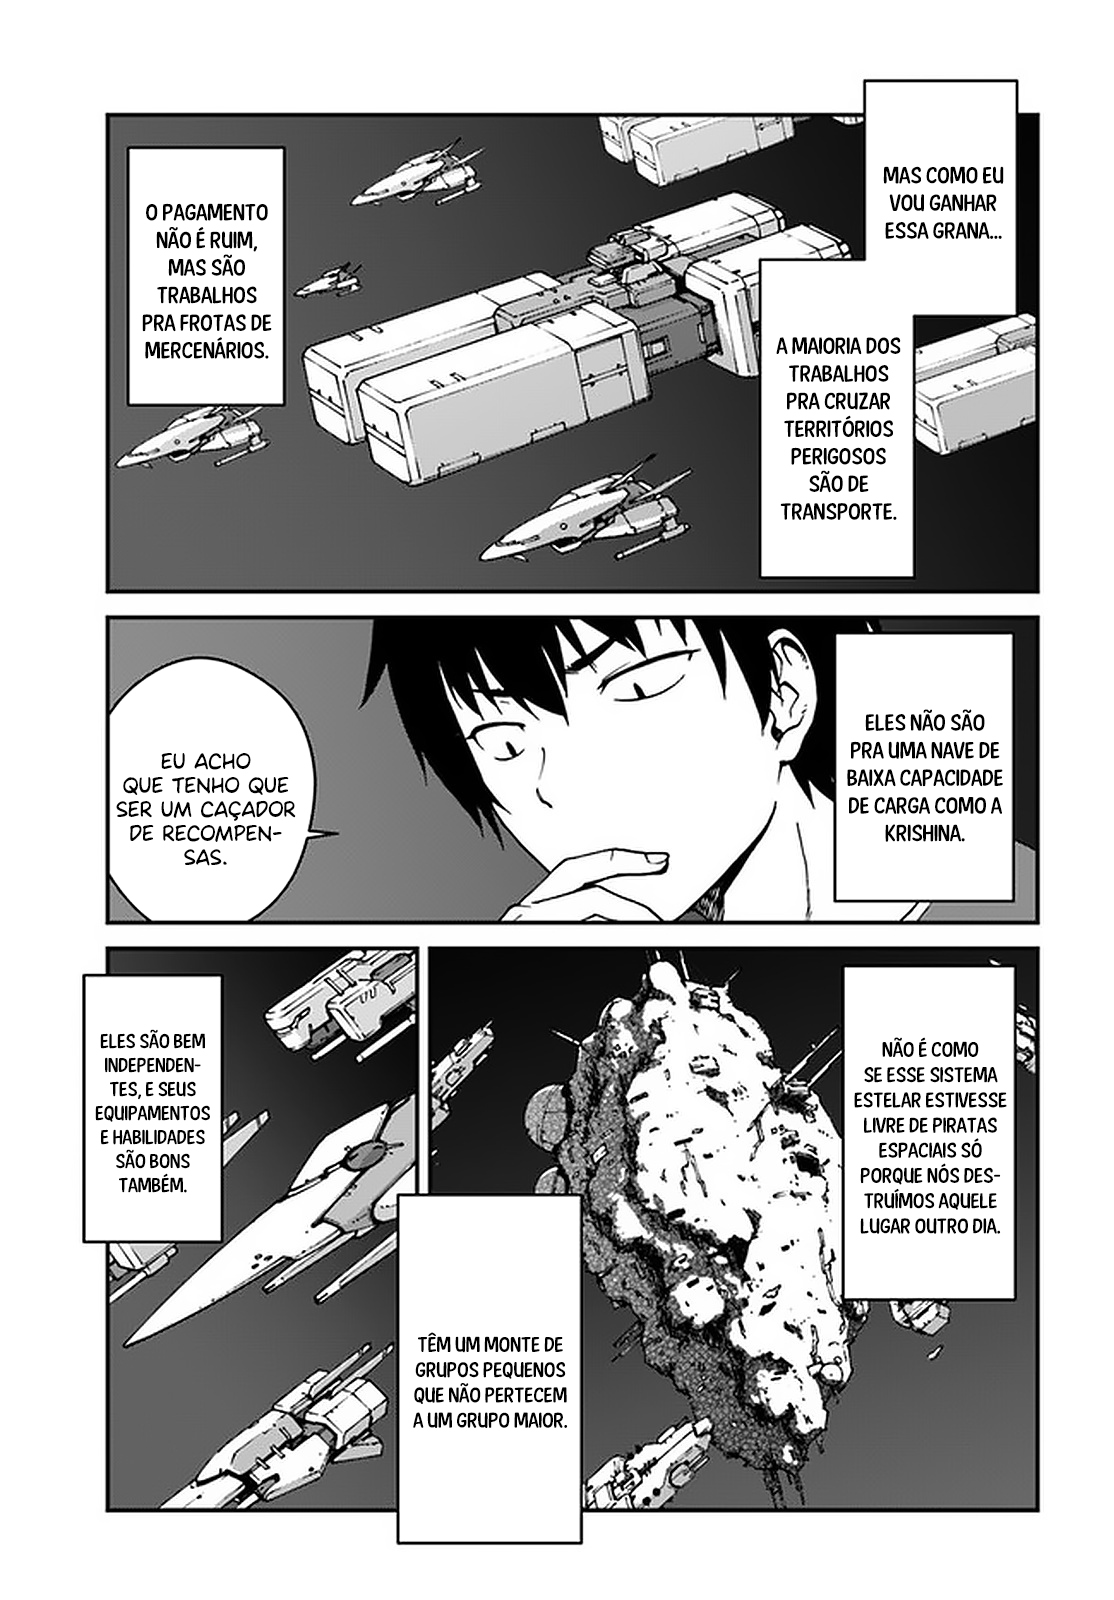 MAS COMO EU
VOU GANHAR
ESSA GRANA...
A MAIORIA DOS
TRABALHOS
PRA CRUZAR
TERRITÓRIOS
PERIGOSOS
SÃO DE
TRANSPORTE.
O PAGAMENTO
NÃO É RUIM,
MAS SÃO
TRABALHOS
PRA FROTAS DE
MERCENÁRIOS.
ELES NÃO SÃO
PRA UMA NAVE DE
BAIXA CAPACIDADE
DE CARGA COMO A
KRISHINA.
EU ACHO
QUE TENHO QUE
SER UM CAÇADOR
DE RECOMPEN-
SAS.
NÃO É COMO
SE ESSE SISTEMA
ESTELAR ESTIVESSE
LIVRE DE PIRATAS
ESPACIAIS SÓ
PORQUE NÓS DES-
TRUÍMOS AQUELE
LUGAR OUTRO DIA.
TÊM UM MONTE DE
GRUPOS PEQUENOS
QUE NÃO PERTECEM
A UM GRUPO MAIOR.
ELES SÃO BEM
INDEPENDEN-
TES, E SEUS
EQUIPAMENTOS
E HABILIDADES
SÃO BONS
TAMBÉM.